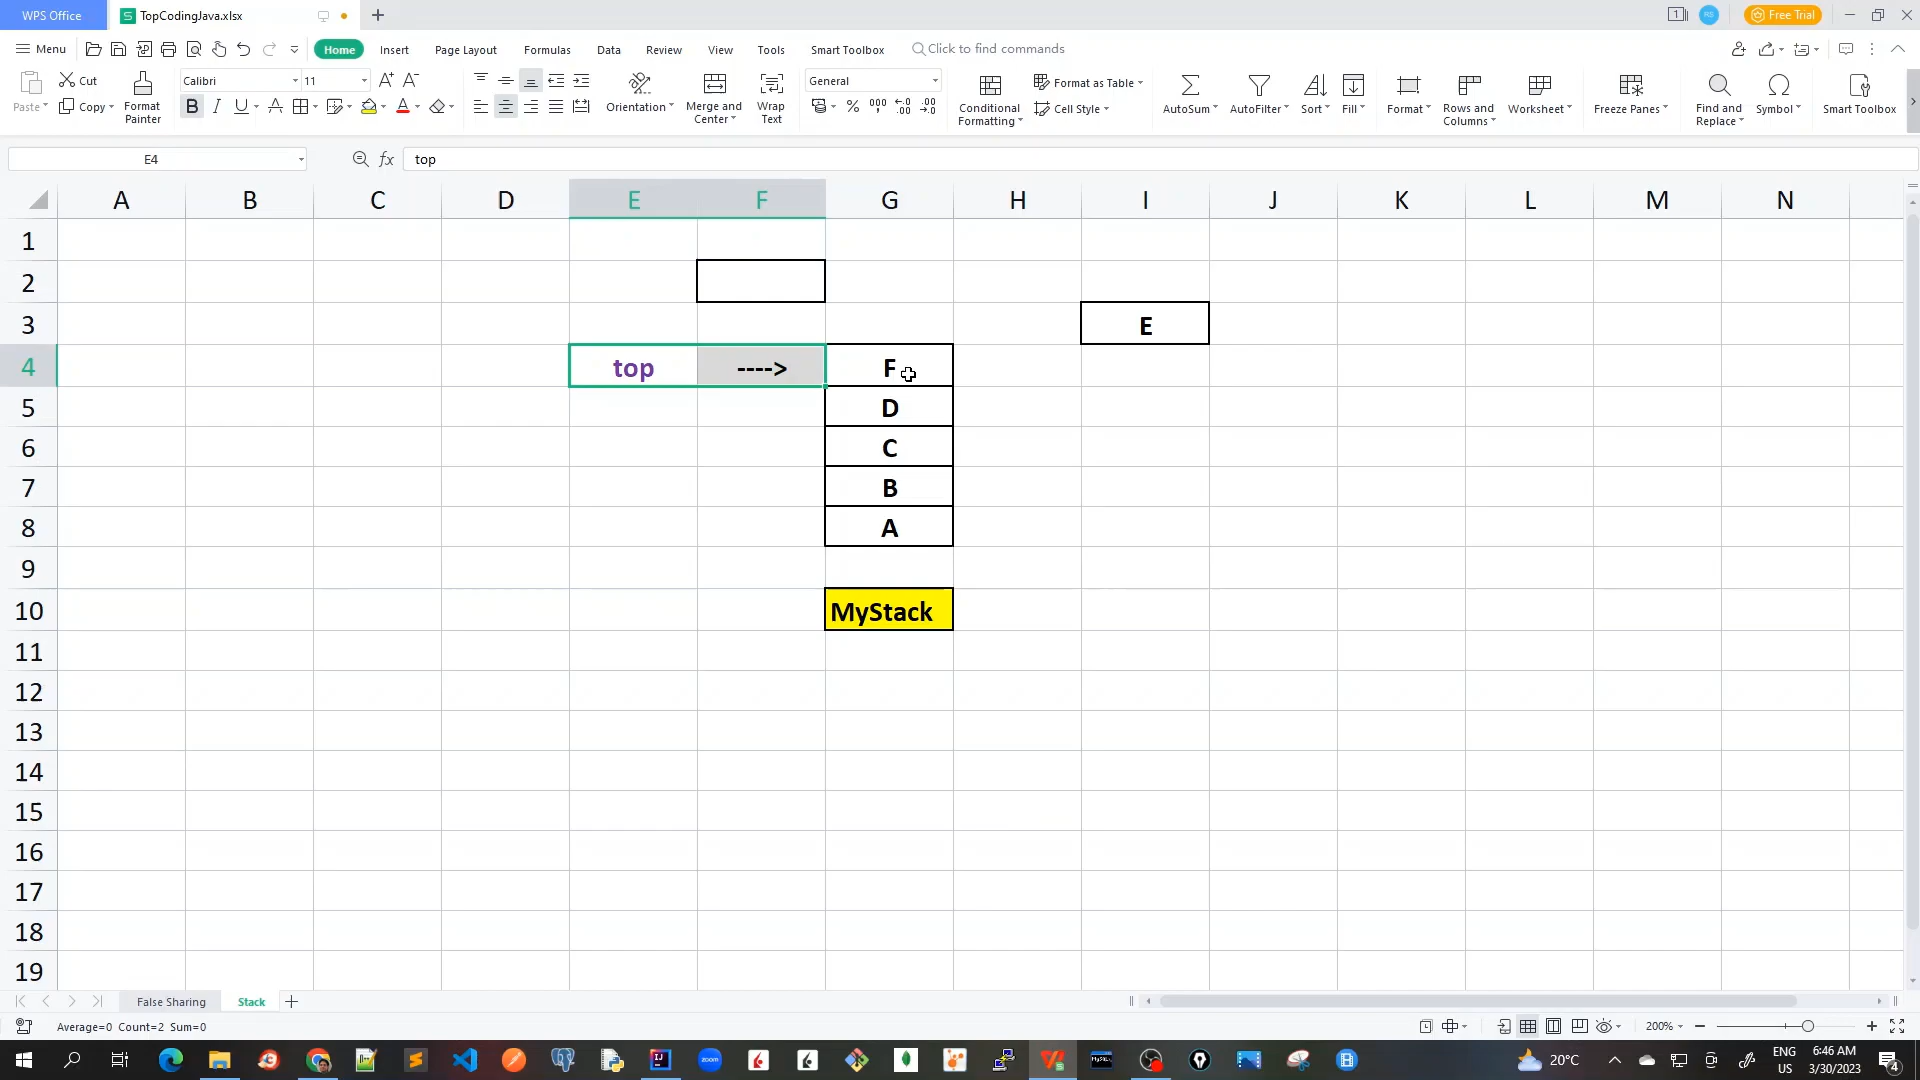 WPS Office
TopCodingJava.xlsx
Free Trial
Menu
Home
Insert
Page Layout
Formulas
Data
Review
View
Tools
Smart Toolbox
Click to find commands
Paste
Cut
Copy
Format Painter
Calibri
11
Orientation
Merge and Center
Wrap Text
General
Conditional Formatting
Format as Table
Cell Style
AutoSum
AutoFilter
Sort
Fill
Format
Rows and Columns
Worksheet
Freeze Panes
Find and Replace
Symbol
Smart Toolbox
E4
fx
top
A B C D E F G H I J K L M N
1
2
3 E
4 top ----> F
5 D
6 C
7 B
8 A
9
10 MyStack
11
12
13
14
15
16
17
18
19
False Sharing
Stack
Average=0 Count=2 Sum=0
200%
20°C
ENG
US
6:46 AM
3/30/2023
4